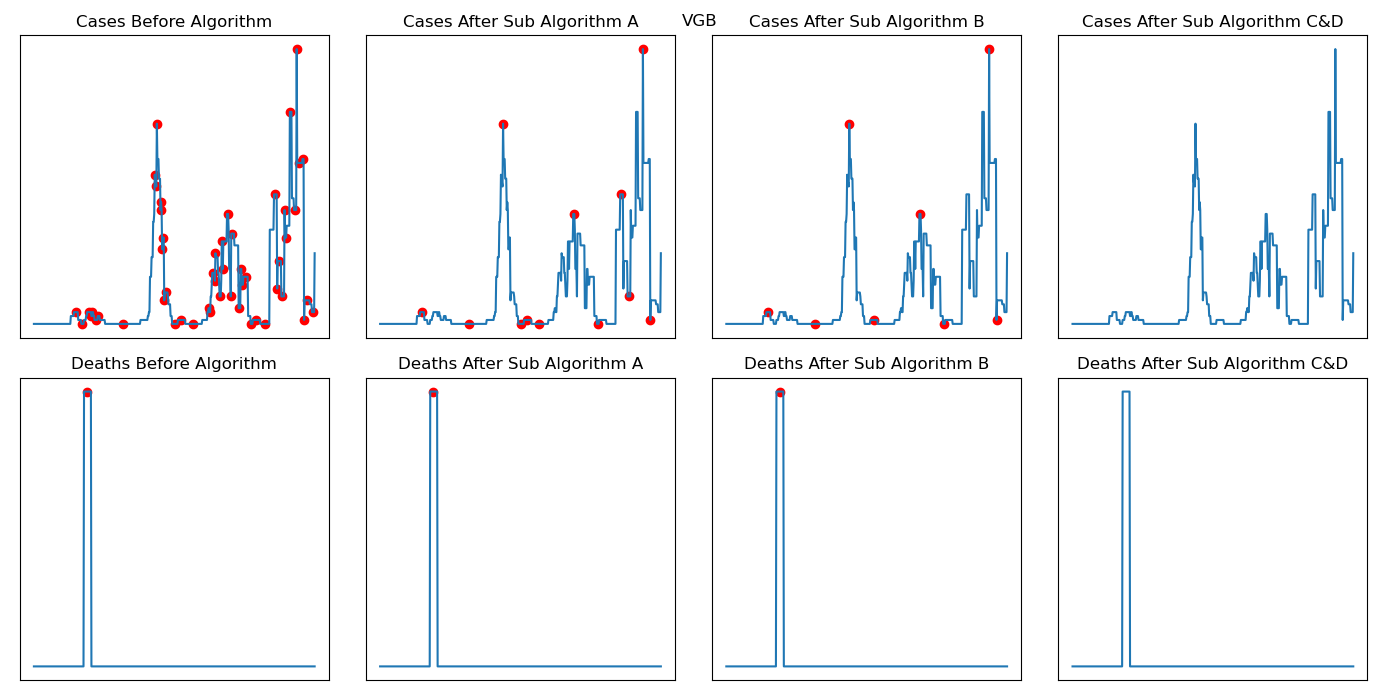 VGB
Cases Before Algorithm
Cases After Sub Algorithm A
Cases After Sub Algorithm B
Cases After Sub Algorithm C&D
Deaths Before Algorithm
Deaths After Sub Algorithm A
Deaths After Sub Algorithm B
Deaths After Sub Algorithm C&D